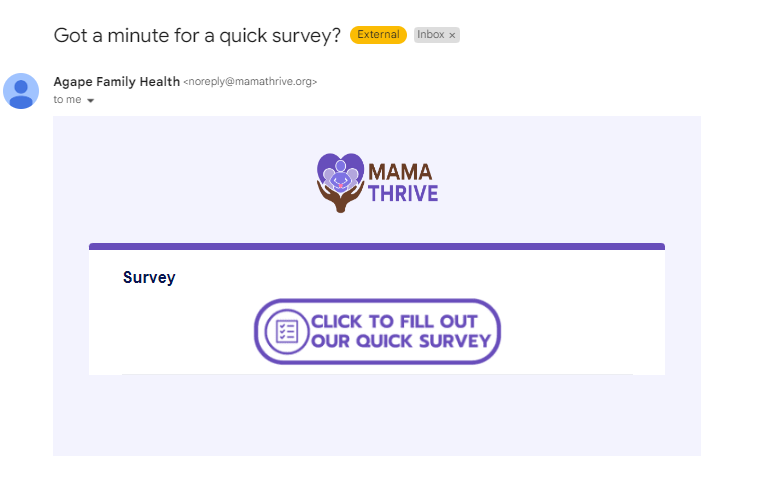 Got a minute for a quick survey? External Inbox ×
Agape Family Health <noreply@mamathrive.org>
to me
MAMA
THRIVE
Survey
CLICK TO FILL OUT
OUR QUICK SURVEY